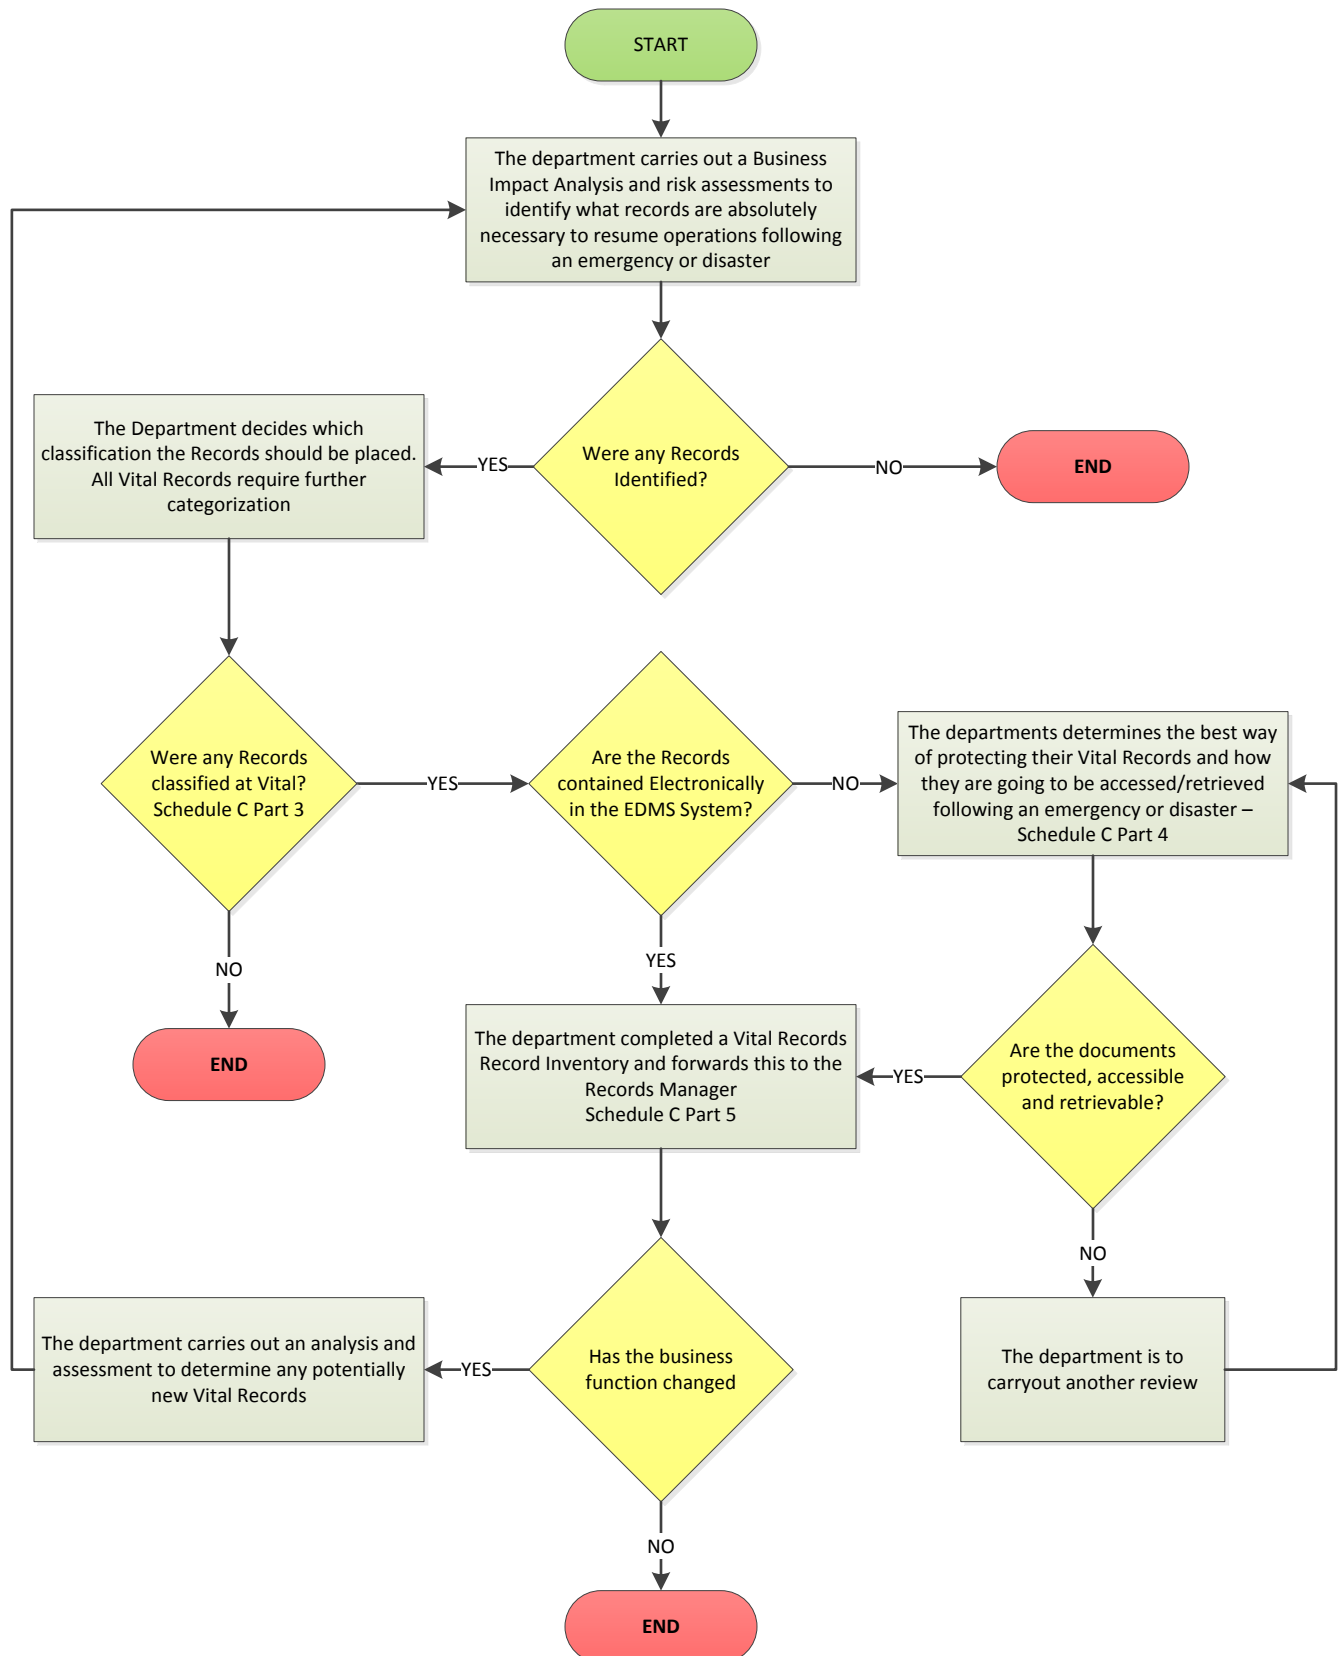 START
The department carries out a Business
Impact Analysis and risk assessments to
identify what records are absolutely
necessary to resume operations following
an emergency or disaster
Were any Records
Identified?
YES
NO
END
The Department decides which
classification the Records should be placed.
All Vital Records require further
categorization
Were any Records
classified at Vital?
Schedule C Part 3
YES
NO
END
Are the Records
contained Electronically
in the EDMS System?
NO
YES
The departments determines the best way
of protecting their Vital Records and how
they are going to be accessed/retrieved
following an emergency or disaster –
Schedule C Part 4
Are the documents
protected, accessible
and retrievable?
YES
NO
The department is to
carryout another review
The department completed a Vital Records
Record Inventory and forwards this to the
Records Manager
Schedule C Part 5
Has the business
function changed
YES
NO
The department carries out an analysis and
assessment to determine any potentially
new Vital Records
END